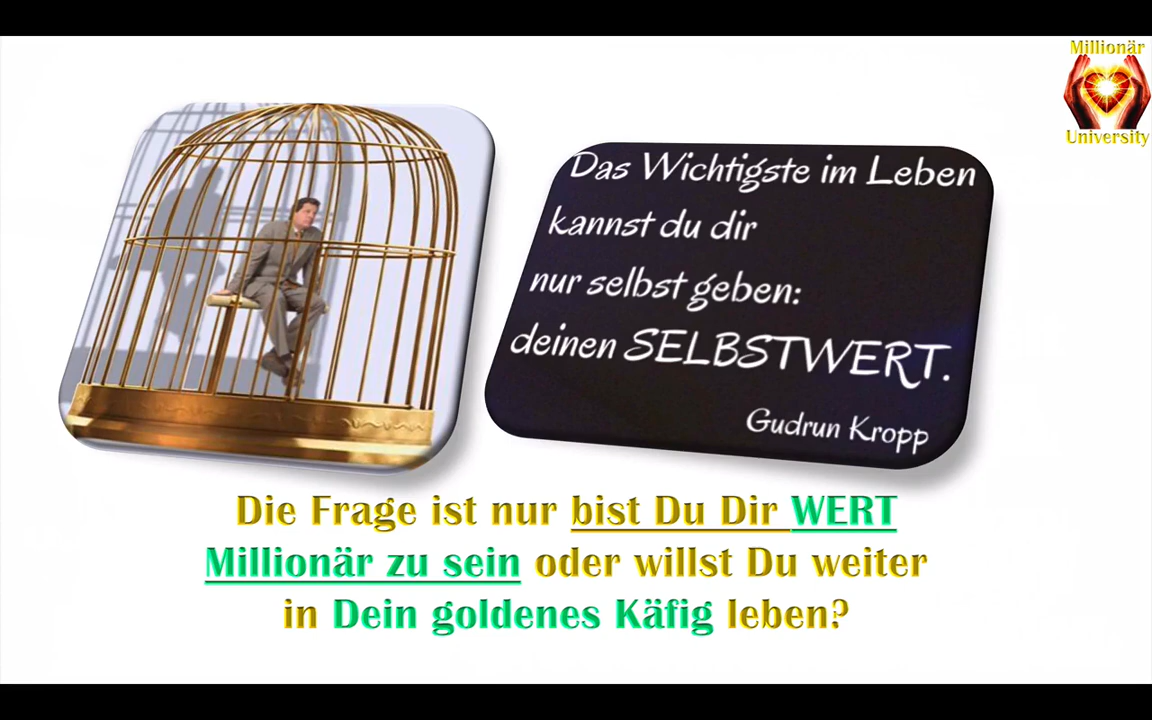 Millionär
University
Das Wichtigste im Leben
kannst du dir
nur selbst geben:
deinen SELBSTWERT.
Gudrun Kropp
Die Frage ist nur bist Du Dir WERT
Millionär zu sein oder willst Du weiter
in Dein goldenes Käfig leben?